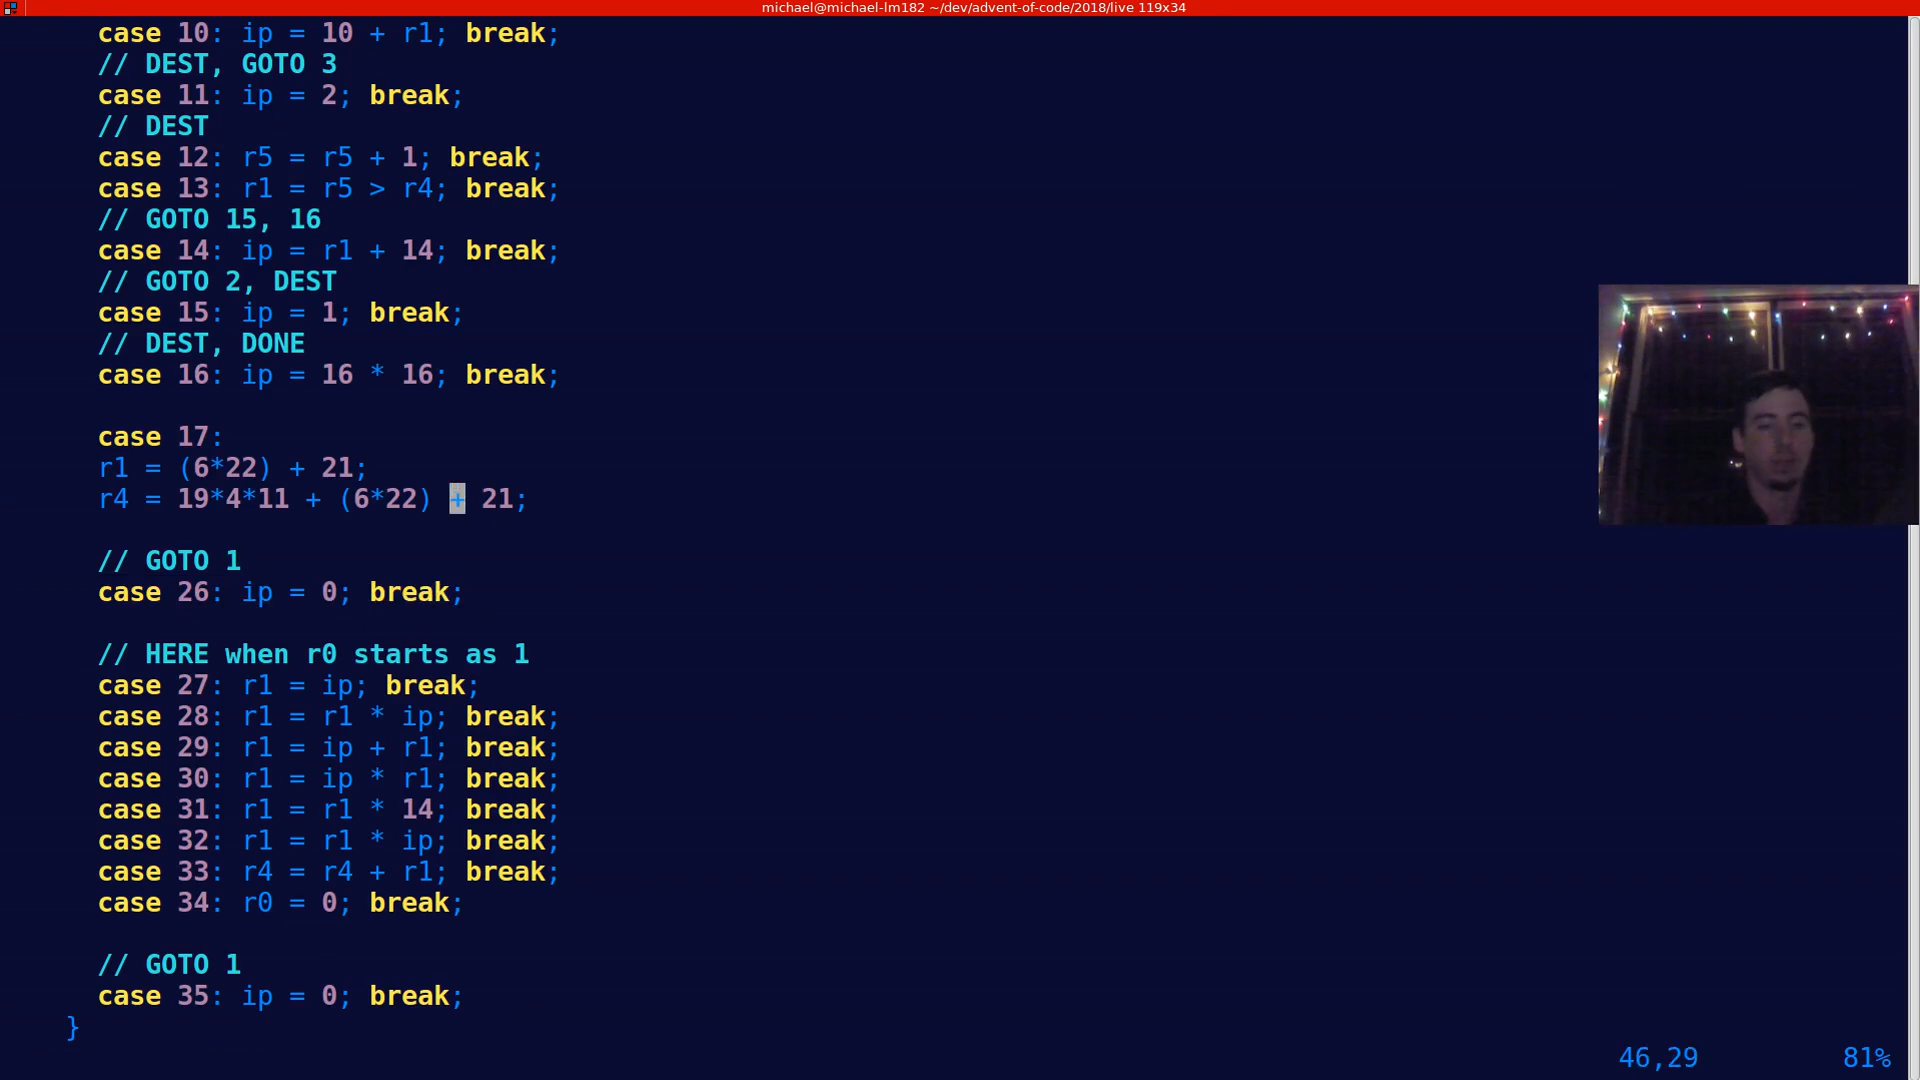 michael@michael-lm182 ~/dev/advent-of-code/2018/live 119x34
case 10: ip = 10 + r1; break;
// DEST, GOTO 3
case 11: ip = 2; break;
// DEST
case 12: r5 = r5 + 1; break;
case 13: r1 = r5 > r4; break;
// GOTO 15, 16
case 14: ip = r1 + 14; break;
// GOTO 2, DEST
case 15: ip = 1; break;
// DEST, DONE
case 16: ip = 16 * 16; break;
case 17:
r1 = (6*22) + 21;
r4 = 19*4*11 + (6*22) + 21;
// GOTO 1
case 26: ip = 0; break;
// HERE when r0 starts as 1
case 27: r1 = ip; break;
case 28: r1 = r1 * ip; break;
case 29: r1 = ip + r1; break;
case 30: r1 = ip * r1; break;
case 31: r1 = r1 * 14; break;
case 32: r1 = r1 * ip; break;
case 33: r4 = r4 + r1; break;
case 34: r0 = 0; break;
// GOTO 1
case 35: ip = 0; break;
}
46,29 81%